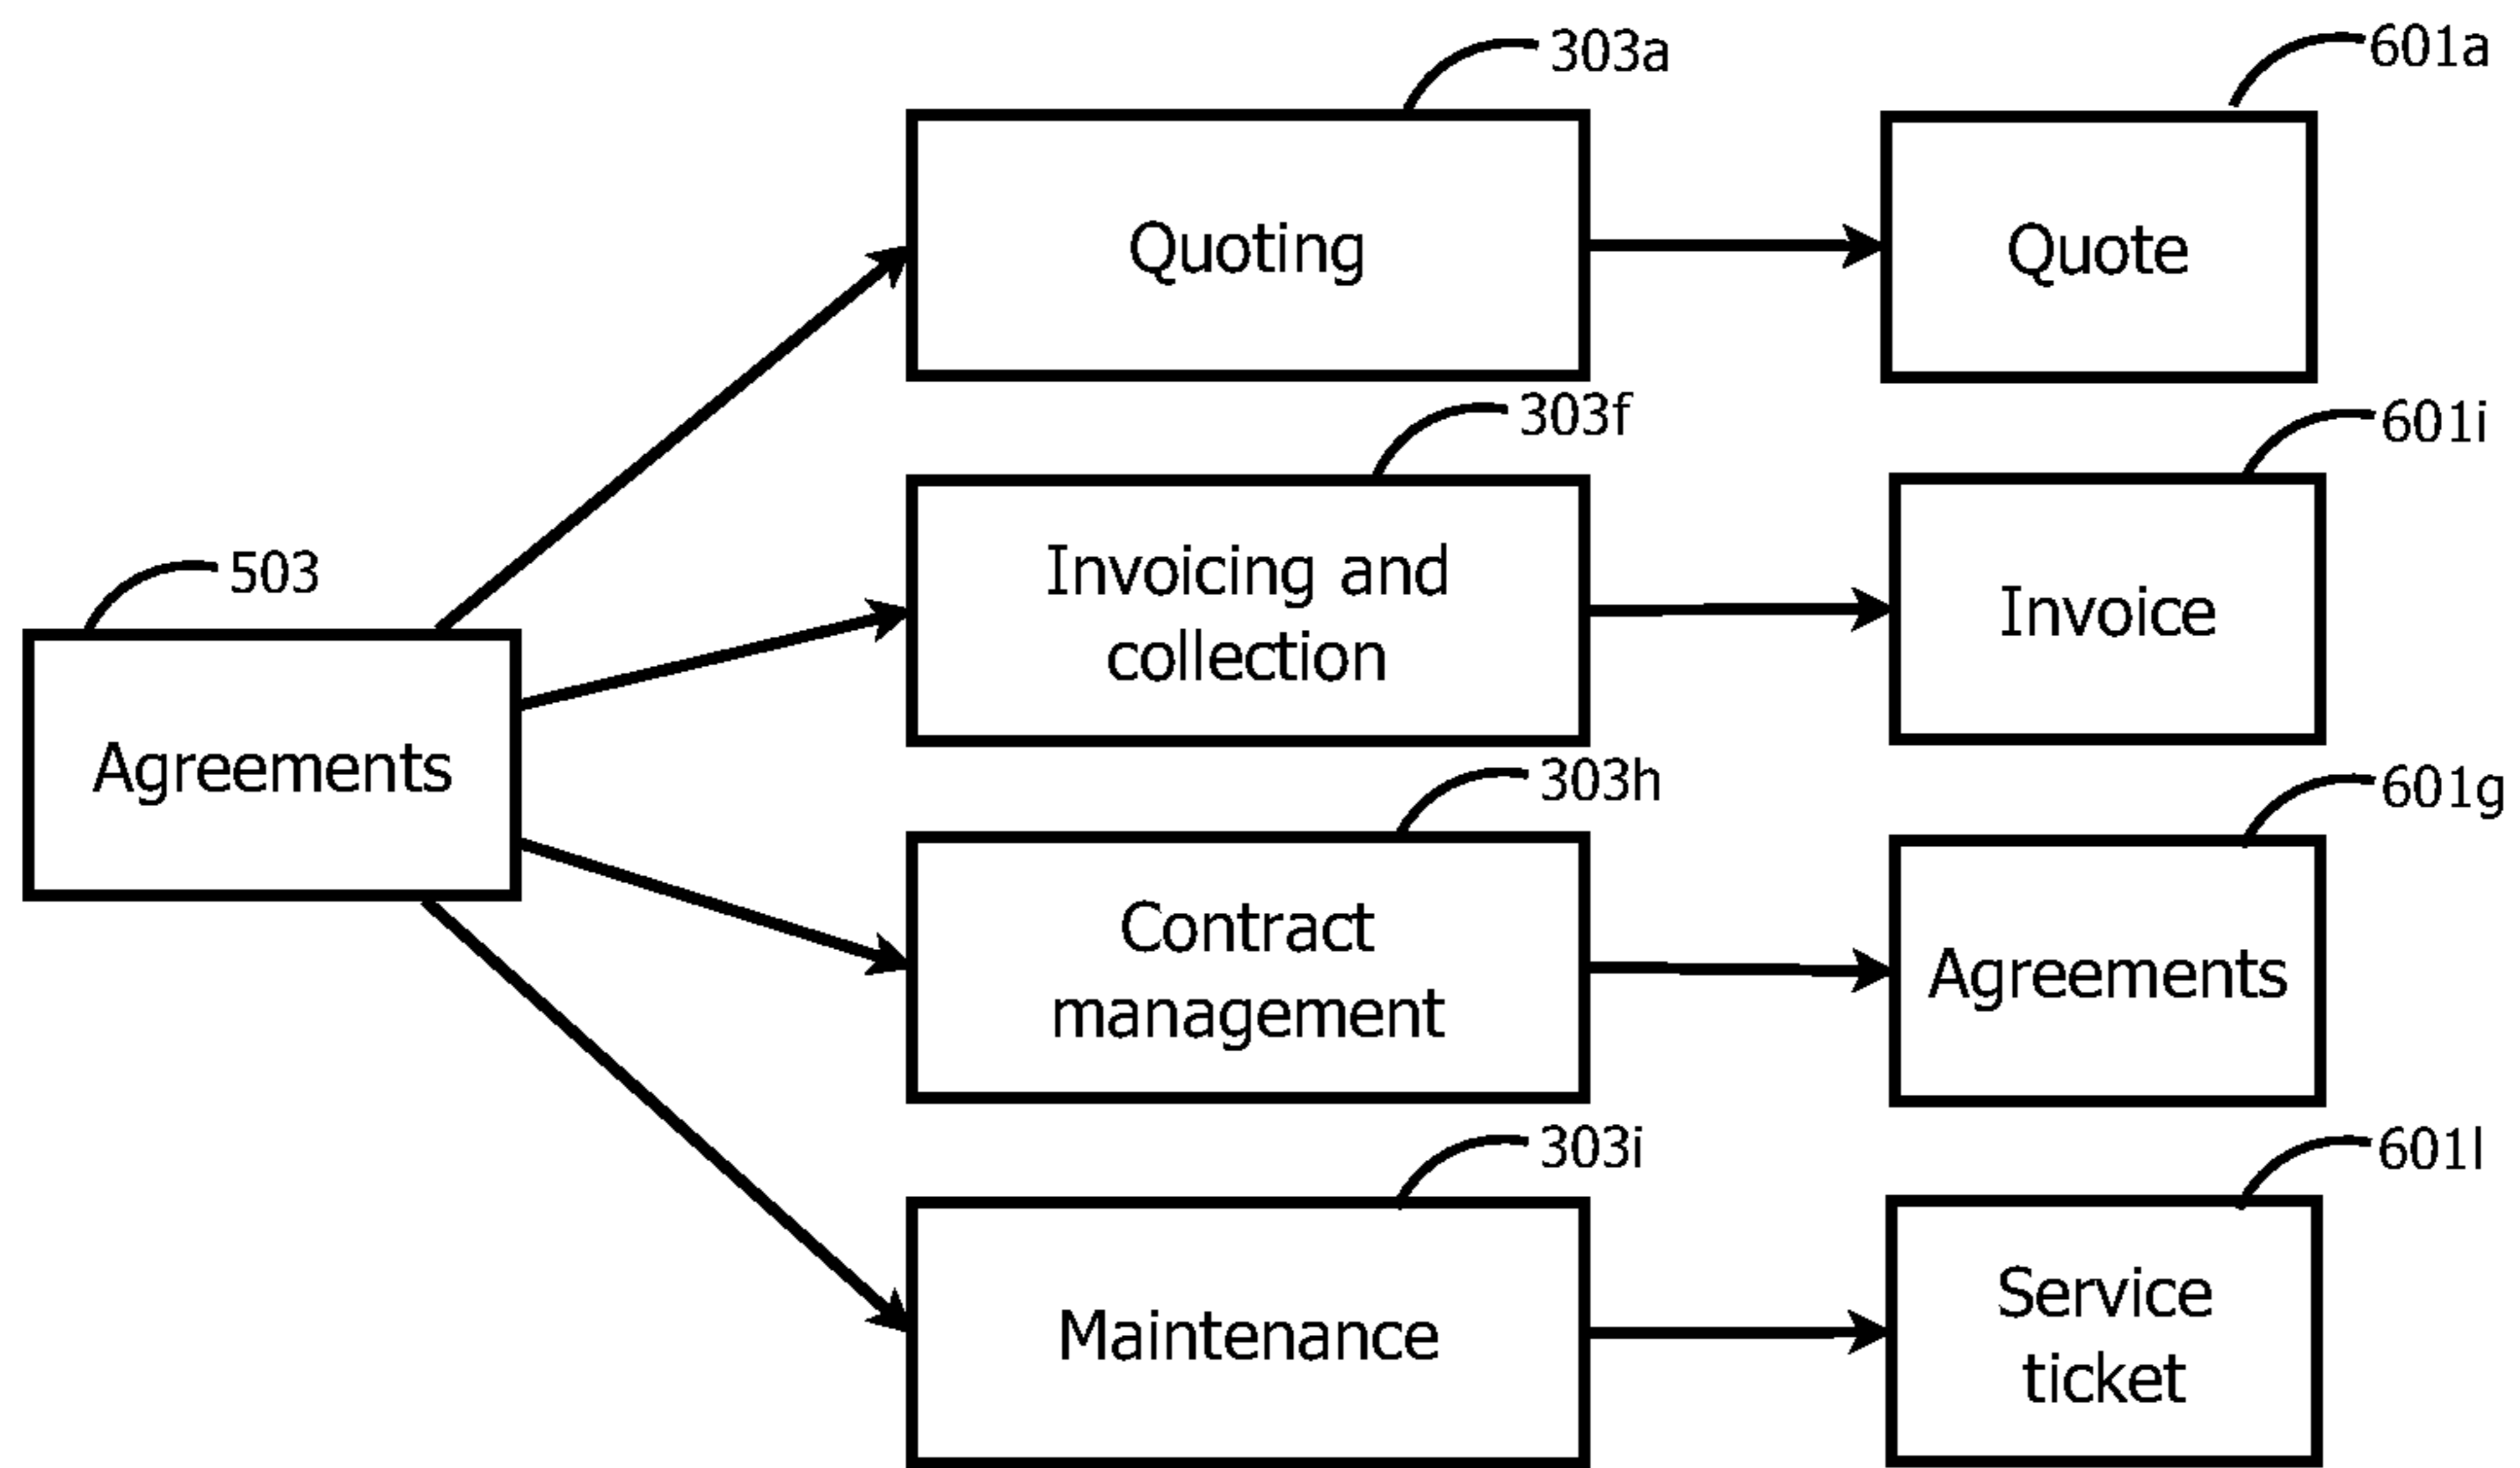 303a
601a
Quoting
Quote
303f
601i
Invoicing and
collection
Invoice
503
Agreements
303h
601g
Contract
management
Agreements
303i
601l
Maintenance
Service
ticket